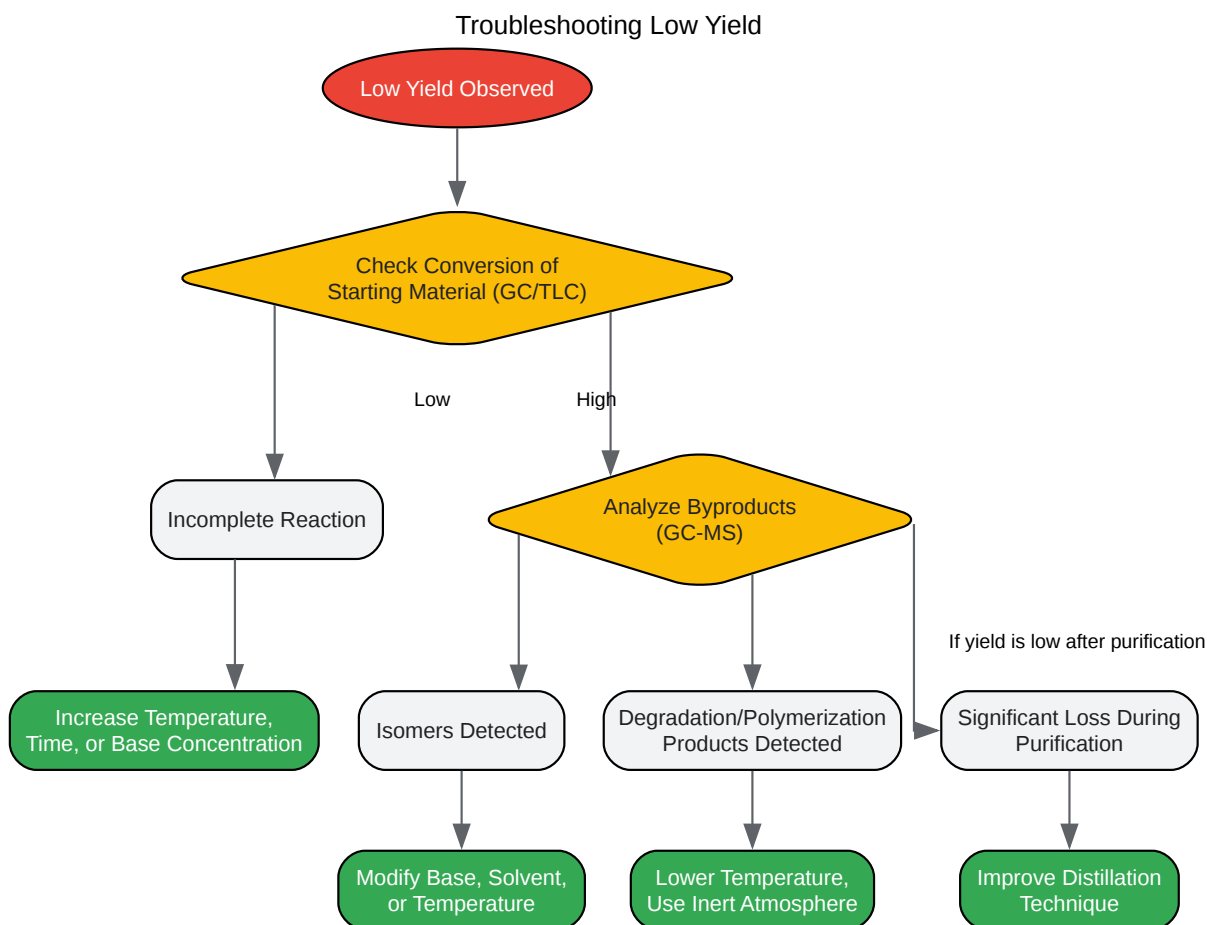 Troubleshooting Low Yield
Low Yield Observed
Check Conversion of
Starting Material (GC/TLC)
Low
High
Incomplete Reaction
Analyze Byproducts
(GC-MS)
If yield is low after purification
Increase Temperature,
Time, or Base Concentration
Isomers Detected
Degradation/Polymerization
Products Detected
Significant Loss During
Purification
Modify Base, Solvent,
or Temperature
Lower Temperature,
Use Inert Atmosphere
Improve Distillation
Technique